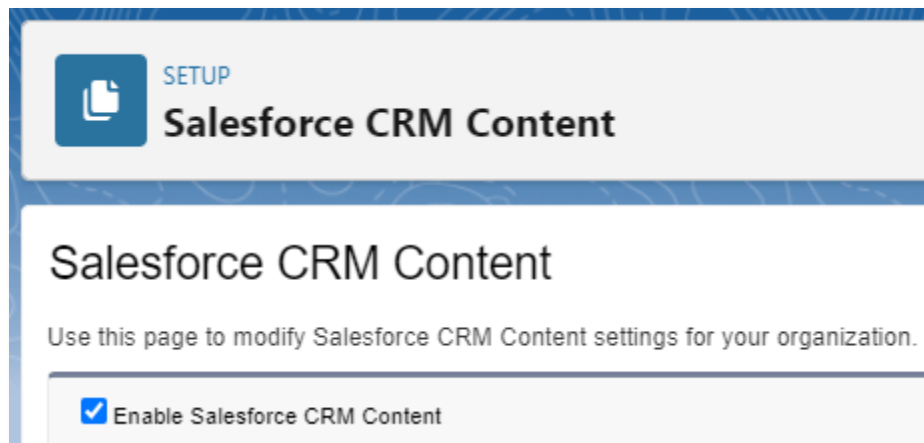 SETUP
Salesforce CRM Content
Salesforce CRM Content
Use this page to modify Salesforce CRM Content settings for your organization.
Enable Salesforce CRM Content